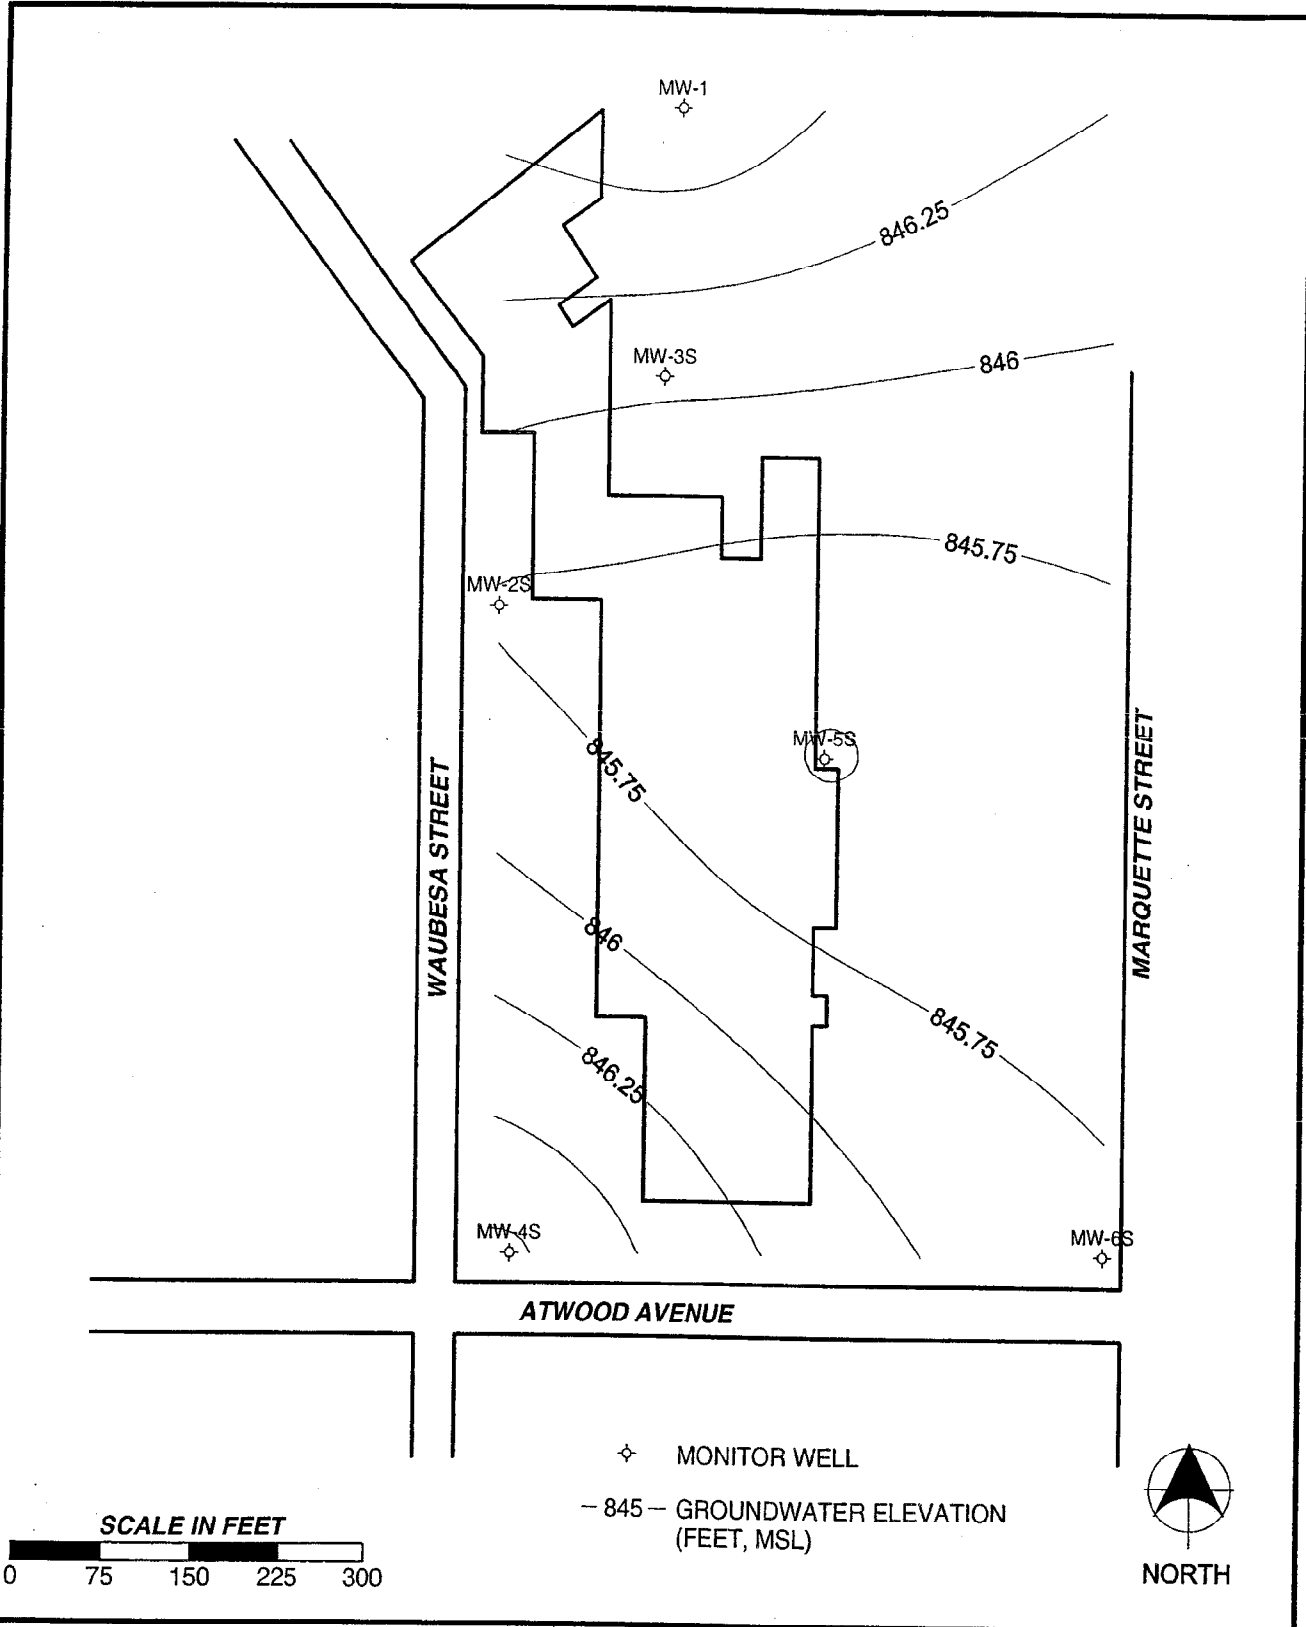 MW-1
846.25
MW-3S
846
845.75
MW-2S
MW-5S
845.75
MARQUETTE STREET
WAUBESA STREET
846
845.75
846.25
MW-4S
MW-6S
ATWOOD AVENUE
MONITOR WELL
– 845 – GROUNDWATER ELEVATION
(FEET, MSL)
SCALE IN FEET
0 75 150 225 300
NORTH